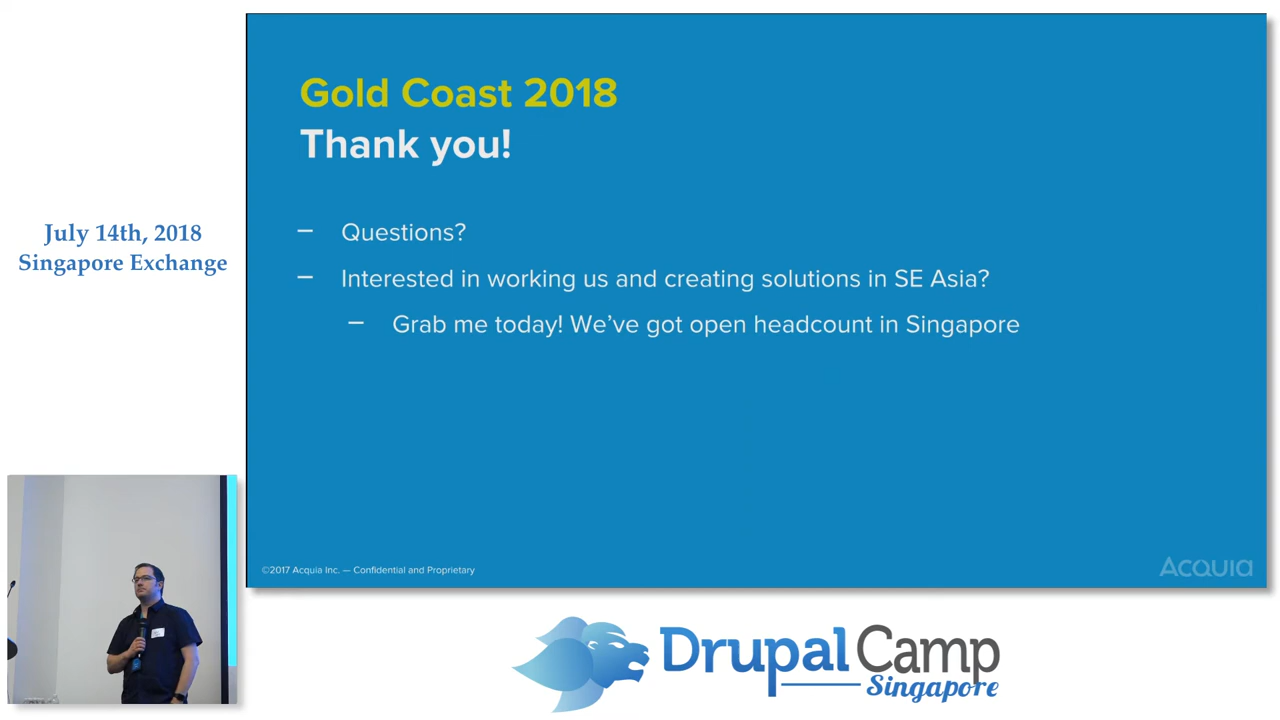 Gold Coast 2018
Thank you!
– Questions?
– Interested in working us and creating solutions in SE Asia?
– Grab me today! We’ve got open headcount in Singapore
©2017 Acquia Inc. — Confidential and Proprietary
Acquia
July 14th, 2018
Singapore Exchange
DrupalCamp
Singapore